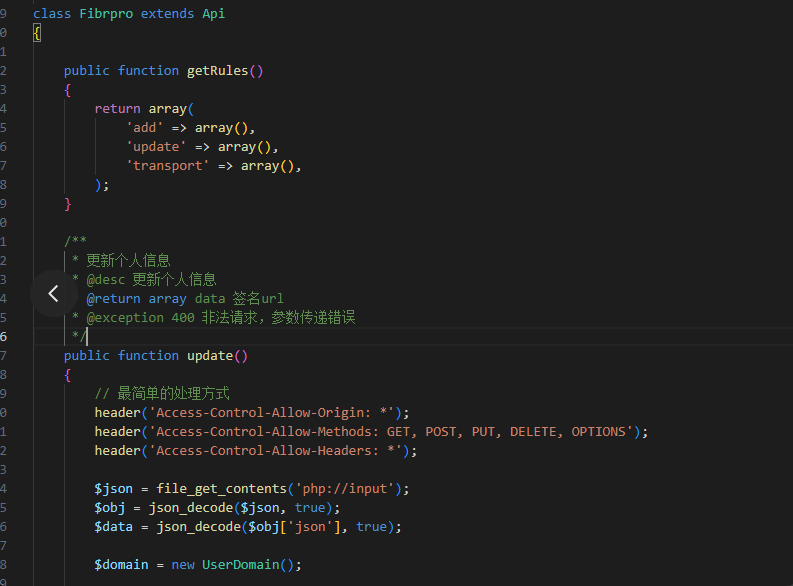 9 class Fibrpro extends Api
0 {
1
2 public function getRules()
3 {
4 return array(
5 'add' => array(),
6 'update' => array(),
7 'transport' => array(),
8 );
9 }
0
1 /**
2 * 更新个人信息
3 * @desc 更新个人信息
4 @return array data 签名url
5 * @exception 400 非法请求，参数传递错误
6 */
7 public function update()
8 {
9 // 最简单的处理方式
0 header('Access-Control-Allow-Origin: *');
1 header('Access-Control-Allow-Methods: GET, POST, PUT, DELETE, OPTIONS');
2 header('Access-Control-Allow-Headers: *');
3
4 $json = file_get_contents('php://input');
5 $obj = json_decode($json, true);
6 $data = json_decode($obj['json'], true);
7
8 $domain = new UserDomain();
9